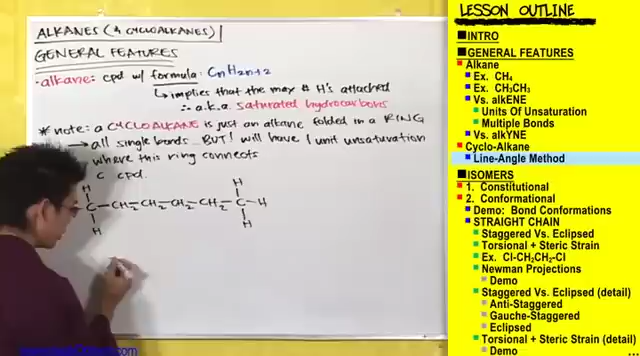 ALKANES (& CYCLOALKANES)
GENERAL FEATURES
-alkane: a cpd w/ formula: CnH2n+2
implies that the max # H's attached
∴ a.k.a. saturated hydrocarbons
* note: a CYCLOALKANE is just an alkane folded in a RING
→ all single bonds... BUT! will have 1 unit unsaturation
where this ring connects
C cpd.
H
H
C-CH2-CH2-CH2-CH2-C-H
H
H
LESSON OUTLINE
INTRO
GENERAL FEATURES
Alkane
Ex. CH4
Ex. CH3CH3
Vs. alkENE
Units Of Unsaturation
Multiple Bonds
Vs. alkYNE
Cyclo-Alkane
Line-Angle Method
ISOMERS
1. Constitutional
2. Conformational
Demo: Bond Conformations
STRAIGHT CHAIN
Staggered Vs. Eclipsed
Torsional + Steric Strain
Ex. Cl-CH2CH2-Cl
Newman Projections
Demo
Staggered Vs. Eclipsed (detail)
Anti-Staggered
Gauche-Staggered
Eclipsed
Torsional + Steric Strain (detail)
Demo
...